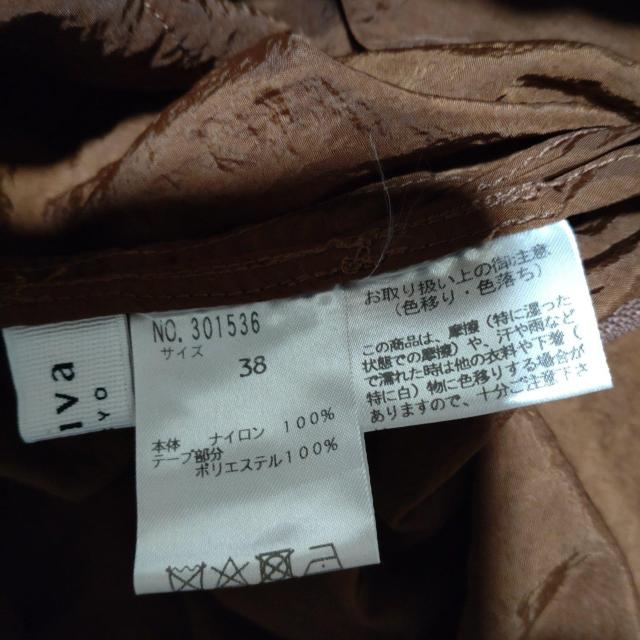 iva
YO
NO. 301536
サイズ
38
本体 ナイロン 100%
テープ部分
ポリエステル100%
お取り扱い上の御注意
(色移り・色落ち)
この商品は、摩擦(特に湿った
状態での摩擦)や、汗や雨など
で濡れた時は他の衣料や下着(
特に白)物に色移りする場合が
ありますので、十分ご注意下さ